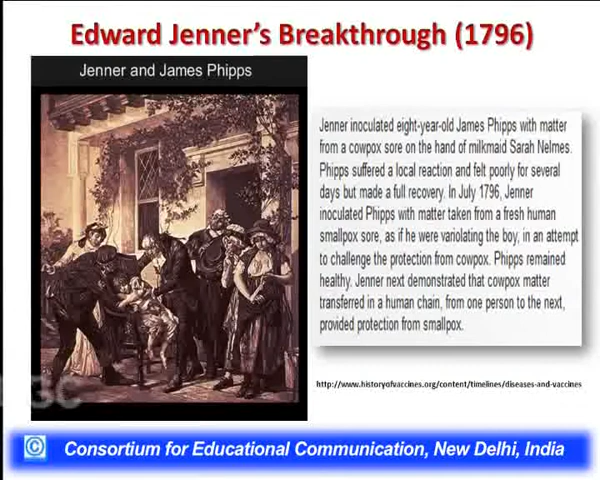 Edward Jenner's Breakthrough (1796)
Jenner and James Phipps
Jenner inoculated eight-year-old James Phipps with matter
from a cowpox sore on the hand of milkmaid Sarah Nelmes.
Phipps suffered a local reaction and felt poorly for several
days but made a full recovery. In July 1796, Jenner
inoculated Phipps with matter taken from a fresh human
smallpox sore, as if he were variolating the boy, in an attempt
to challenge the protection from cowpox. Phipps remained
healthy. Jenner next demonstrated that cowpox matter
transferred in a human chain, from one person to the next,
provided protection from smallpox.
http://www.historyofvaccines.org/content/timelines/diseases-and-vaccines
© Consortium for Educational Communication, New Delhi, India